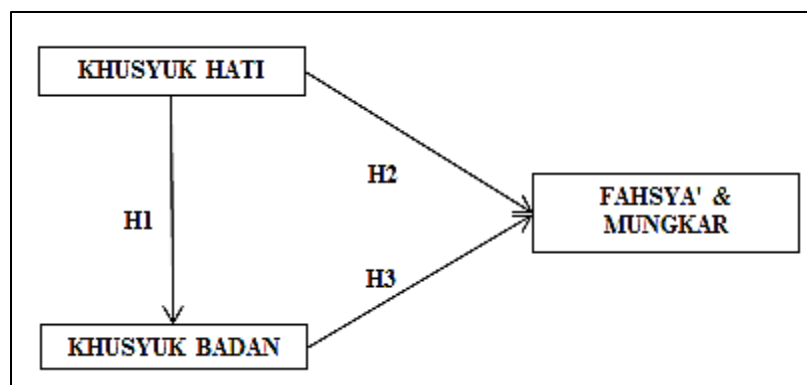 KHUSYUK HATI
H2
FAHSYA' &
MUNGKAR
H1
H3
KHUSYUK BADAN